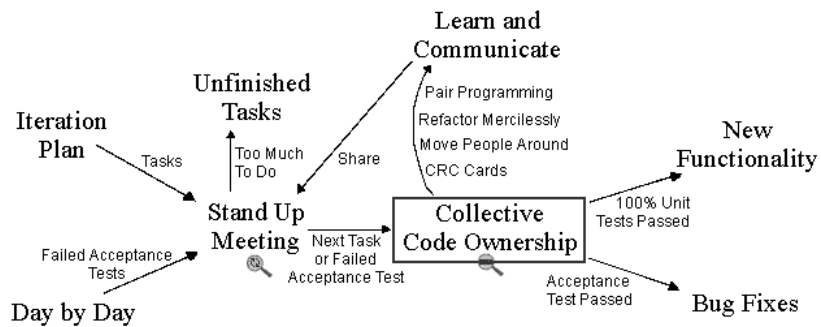 Learn and
Communicate
Unfinished
Tasks
Pair Programming
Refactor Mercilessly
Move People Around
CRC Cards
Iteration
Plan
Tasks
Too Much
To Do
Share
New
Functionality
Stand Up
Meeting
Next Task
or Failed
Acceptance Test
Collective
Code Ownership
100% Unit
Tests Passed
Failed Acceptance
Tests
Day by Day
Acceptance
Test Passed
Bug Fixes